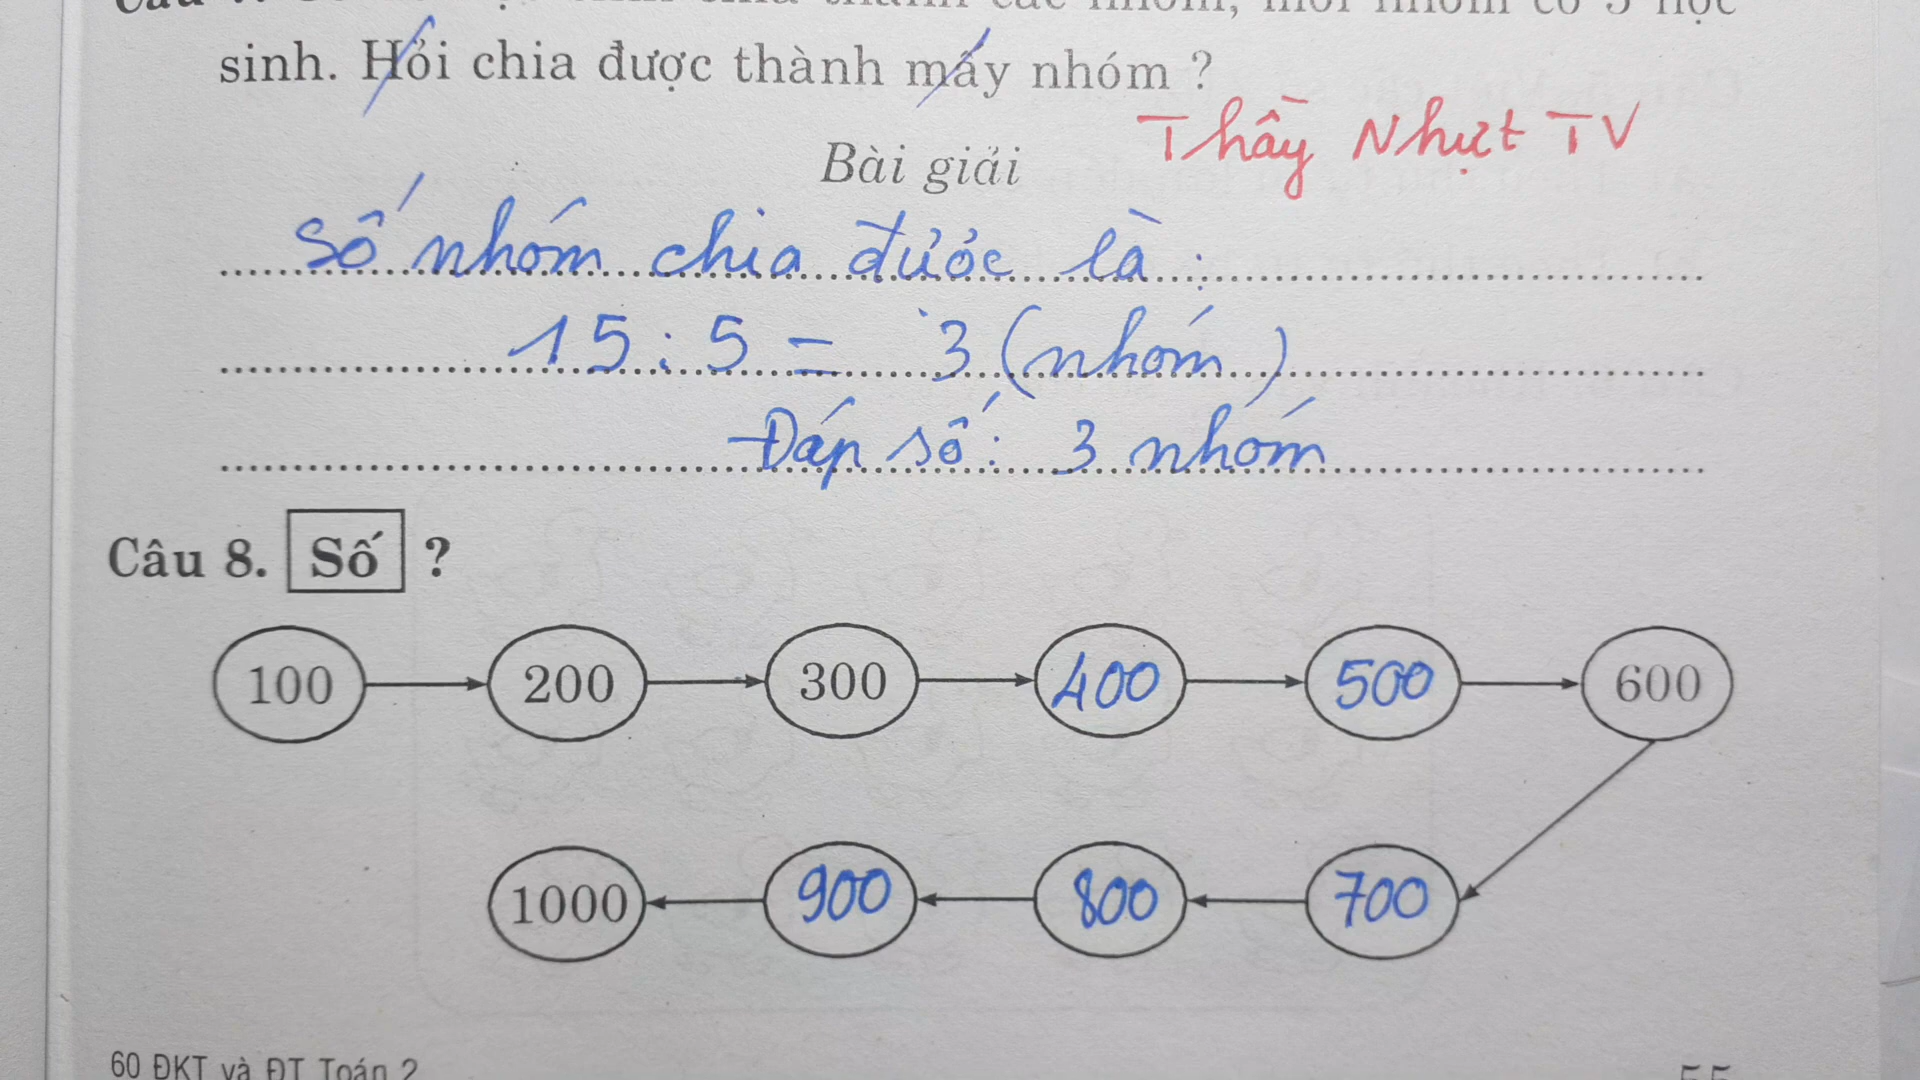 sinh. Hỏi chia được thành mấy nhóm ?
Thầy Nhựt TV
Bài giải
Số nhóm chia được là :
15 : 5 = 3 (nhóm)
Đáp số : 3 nhóm
Câu 8. Số ?
100 200 300 400 500 600
1000 900 800 700
60 ĐKT và ĐT Toán 2
55